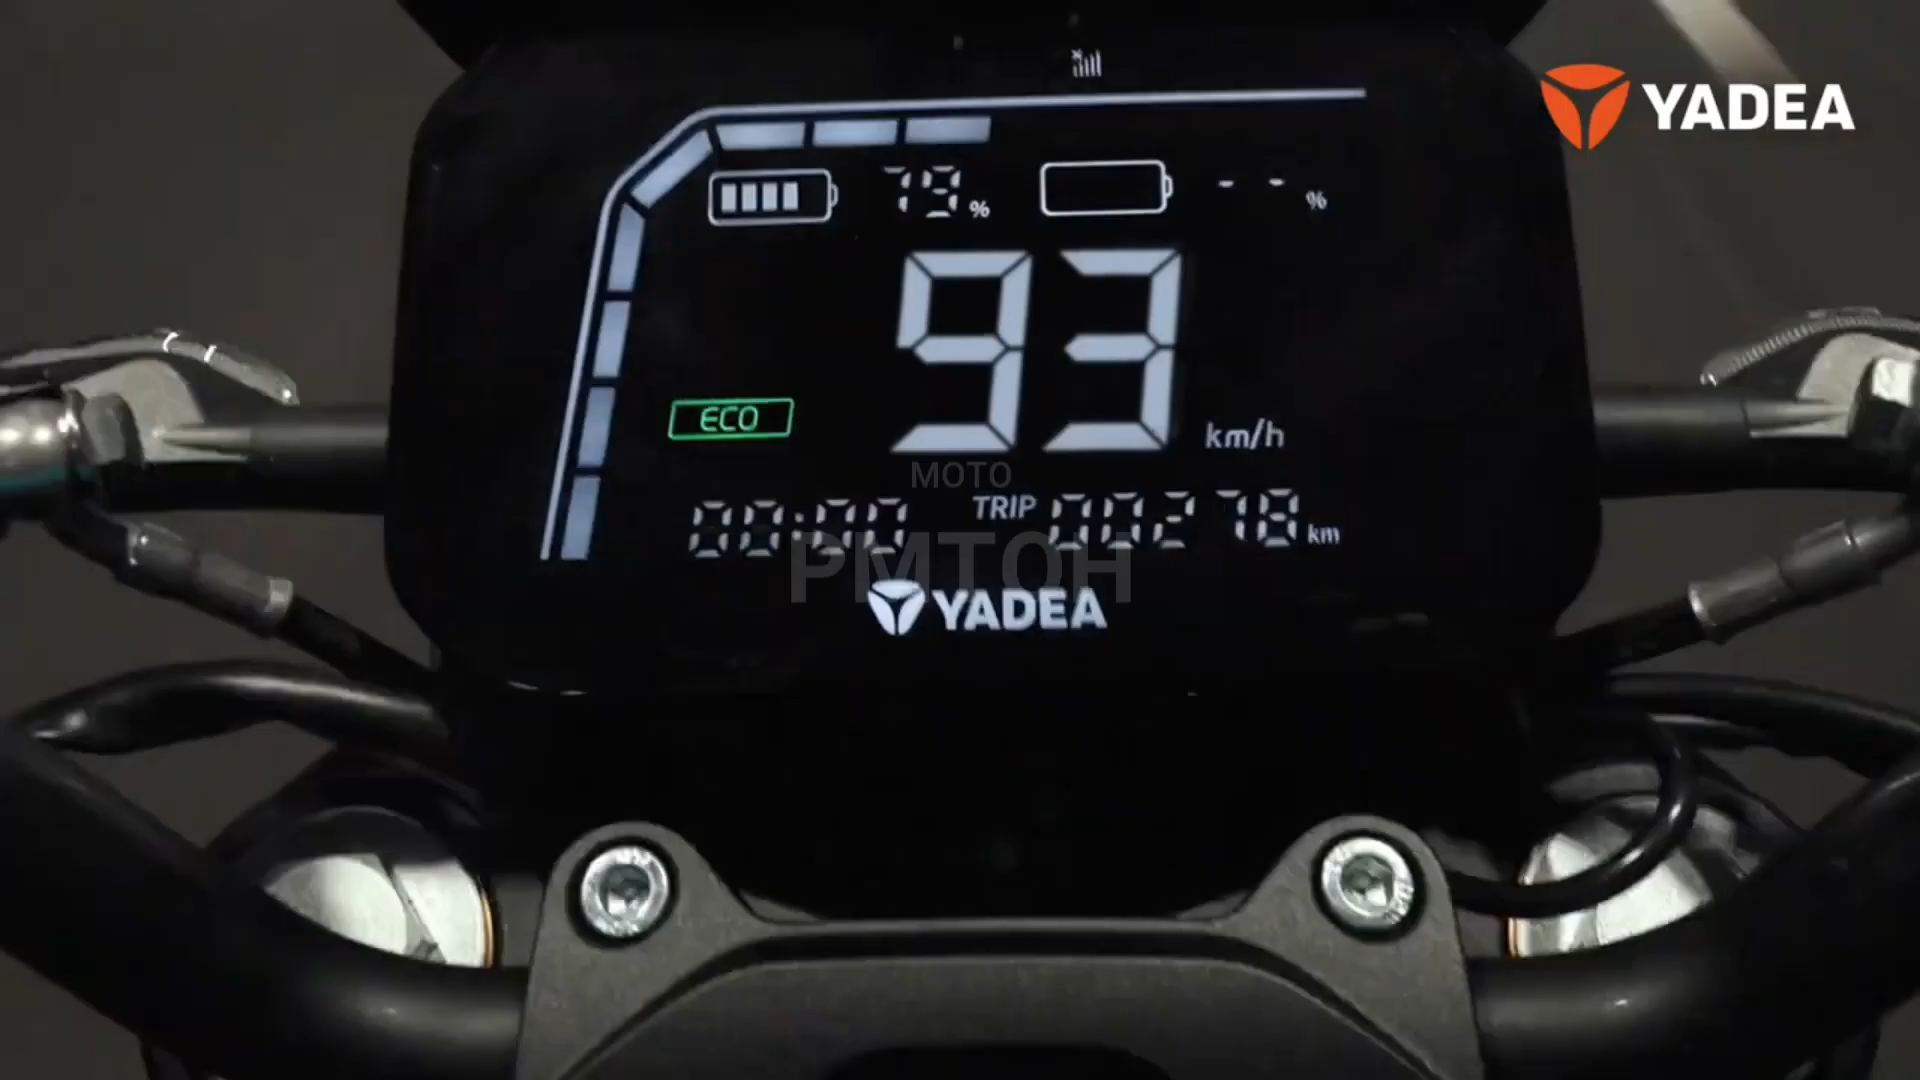 YADEA
79% -- %
93 km/h
ECO
MOTO
00:00 TRIP 00278 km
PMTOH
YADEA